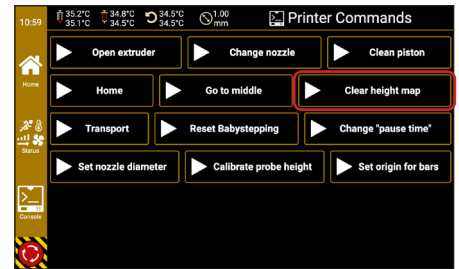 10:59
35.2°C 34.8°C 34.5°C 1.00 Printer Commands
35.1°C 34.5°C 34.5°C mm
Open extruder Change nozzle Clean piston
Home
Home Go to middle Clear height map
Transport Reset Babystepping Change "pause time"
Status
Set nozzle diameter Calibrate probe height Set origin for bars
Console